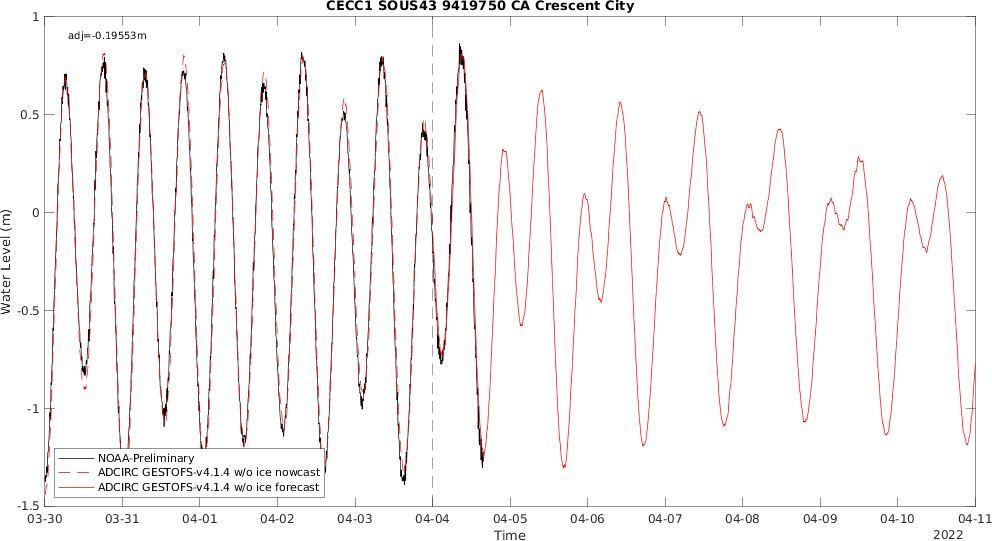 CECC1 SOUS43 9419750 CA Crescent City
adj=-0.19553m
1
0.5
0
-0.5
-1
-1.5
Water Level (m)
NOAA-Preliminary
ADCIRC GESTOFS-v4.1.4 w/o ice nowcast
ADCIRC GESTOFS-v4.1.4 w/o ice forecast
03-30 03-31 04-01 04-02 04-03 04-04 04-05 04-06 04-07 04-08 04-09 04-10 04-11
Time
2022